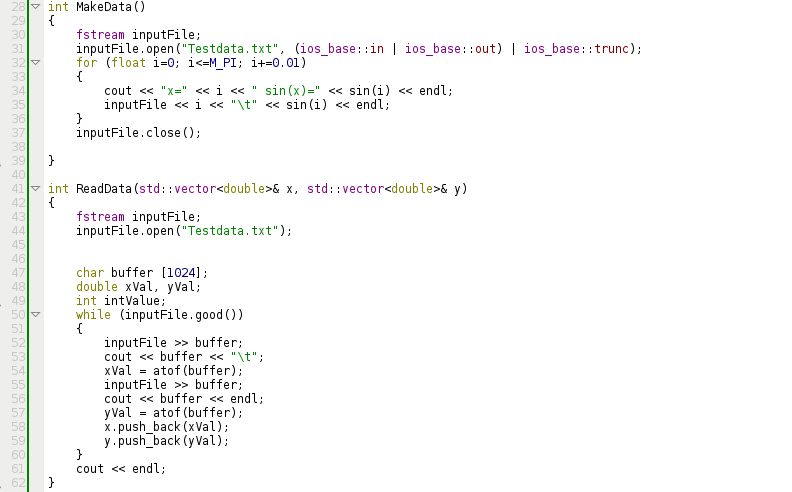 28 int MakeData()
29 {
30     fstream inputFile;
31     inputFile.open("Testdata.txt", (ios_base::in | ios_base::out) | ios_base::trunc);
32     for (float i=0; i<=M_PI; i+=0.01)
33     {
34         cout << "x=" << i << " sin(x)=" << sin(i) << endl;
35         inputFile << i << "\t" << sin(i) << endl;
36     }
37     inputFile.close();
38
39 }
40
41 int ReadData(std::vector<double>& x, std::vector<double>& y)
42 {
43     fstream inputFile;
44     inputFile.open("Testdata.txt");
45
46
47     char buffer [1024];
48     double xVal, yVal;
49     int intValue;
50     while (inputFile.good())
51     {
52         inputFile >> buffer;
53         cout << buffer << "\t";
54         xVal = atof(buffer);
55         inputFile >> buffer;
56         cout << buffer << endl;
57         yVal = atof(buffer);
58         x.push_back(xVal);
59         y.push_back(yVal);
60     }
61     cout << endl;
62 }